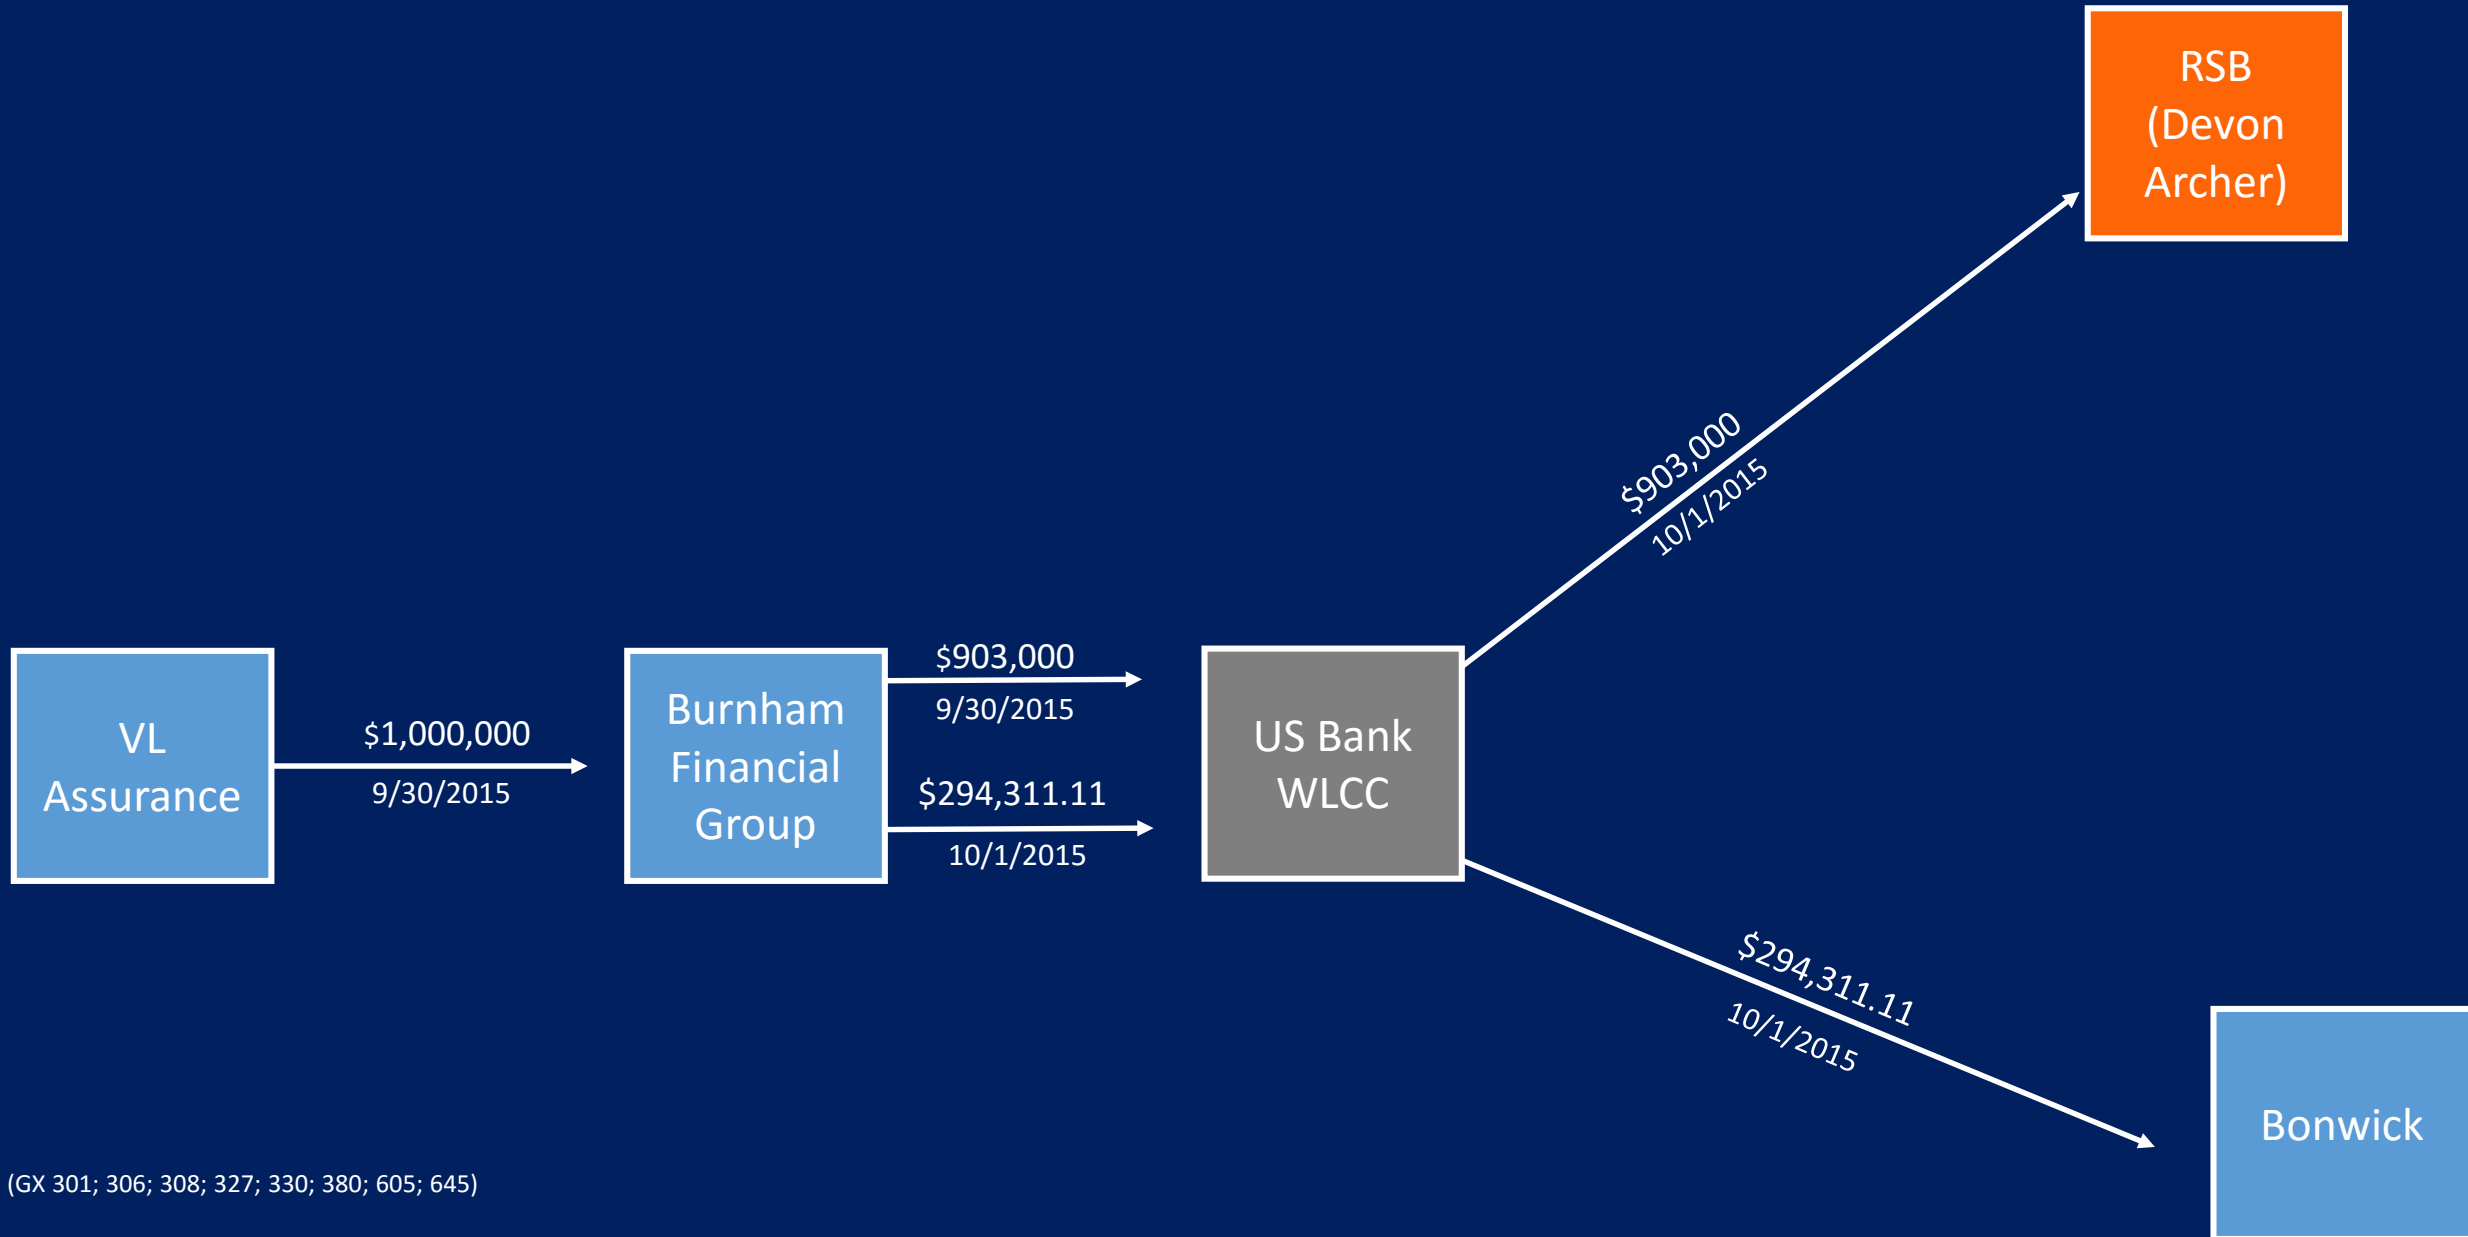 RSB
(Devon
Archer)
$903,000
10/1/2015
VL
Assurance
$1,000,000
9/30/2015
Burnham
Financial
Group
$903,000
9/30/2015
$294,311.11
10/1/2015
US Bank
WLCC
$294,311.11
10/1/2015
Bonwick
(GX 301; 306; 308; 327; 330; 380; 605; 645)